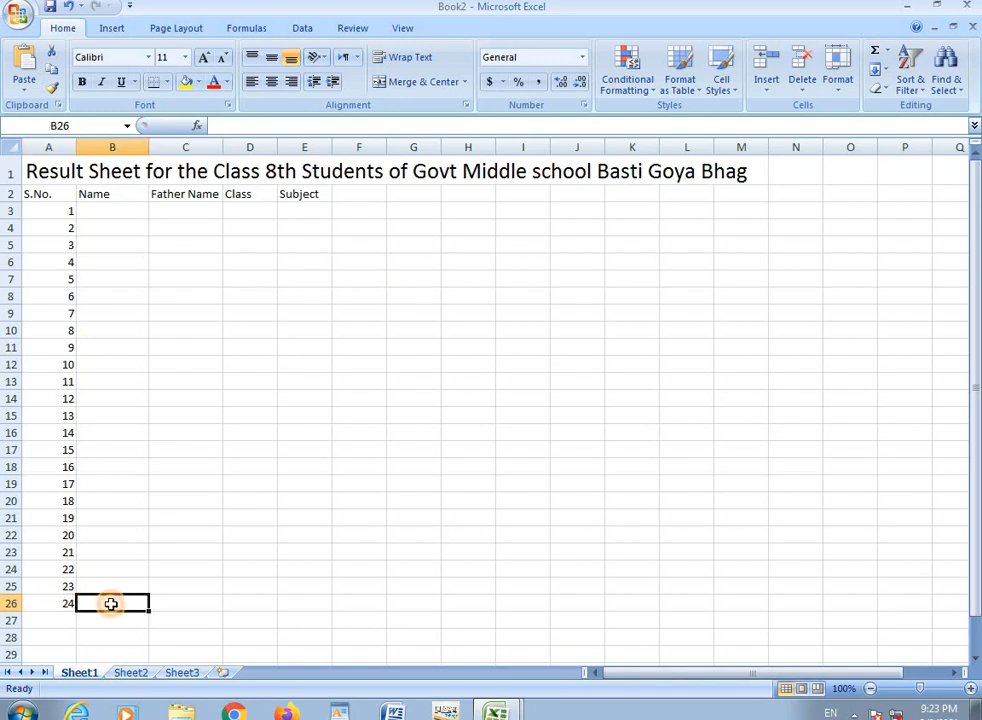 Book2 - Microsoft Excel
Home Insert Page Layout Formulas Data Review View
Paste
Calibri 11
B I U
Wrap Text
Merge & Center
General
$ % ,
Conditional Formatting
Format as Table
Cell Styles
Insert Delete Format
Sort & Filter
Find & Select
Clipboard Font Alignment Number Styles Cells Editing
B26 fx
A B C D E F G H I J K L M N O P Q
1 Result Sheet for the Class 8th Students of Govt Middle school Basti Goya Bhag
2 S.No. Name Father Name Class Subject
3 1
4 2
5 3
6 4
7 5
8 6
9 7
10 8
11 9
12 10
13 11
14 12
15 13
16 14
17 15
18 16
19 17
20 18
21 19
22 20
23 21
24 22
25 23
26 24
27
28
29
Sheet1 Sheet2 Sheet3
Ready 100%
EN 9:23 PM